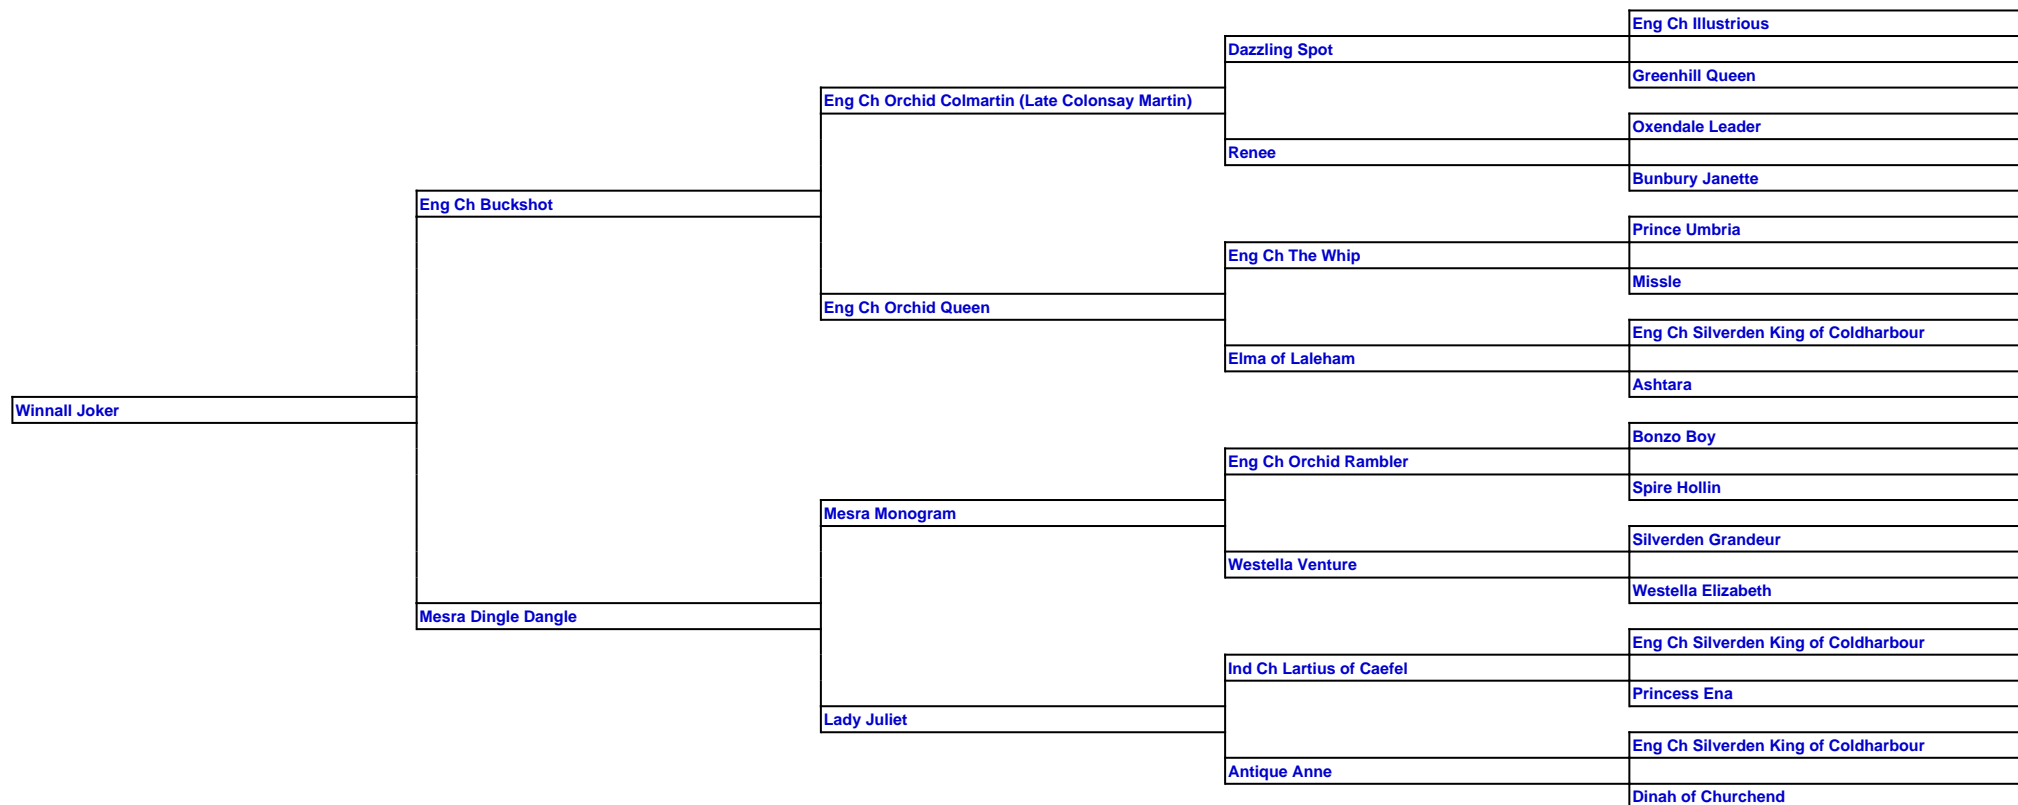 Eng Ch Illustrious
Dazzling Spot
Greenhill Queen
Eng Ch Orchid Colmartin (Late Colonsay Martin)
Oxendale Leader
Renee
Bunbury Janette
Eng Ch Buckshot
Prince Umbria
Eng Ch The Whip
Missle
Eng Ch Orchid Queen
Eng Ch Silverden King of Coldharbour
Elma of Laleham
Ashtara
Winnall Joker
Bonzo Boy
Eng Ch Orchid Rambler
Spire Hollin
Mesra Monogram
Silverden Grandeur
Westella Venture
Westella Elizabeth
Mesra Dingle Dangle
Eng Ch Silverden King of Coldharbour
Ind Ch Lartius of Caefel
Princess Ena
Lady Juliet
Eng Ch Silverden King of Coldharbour
Antique Anne
Dinah of Churchend